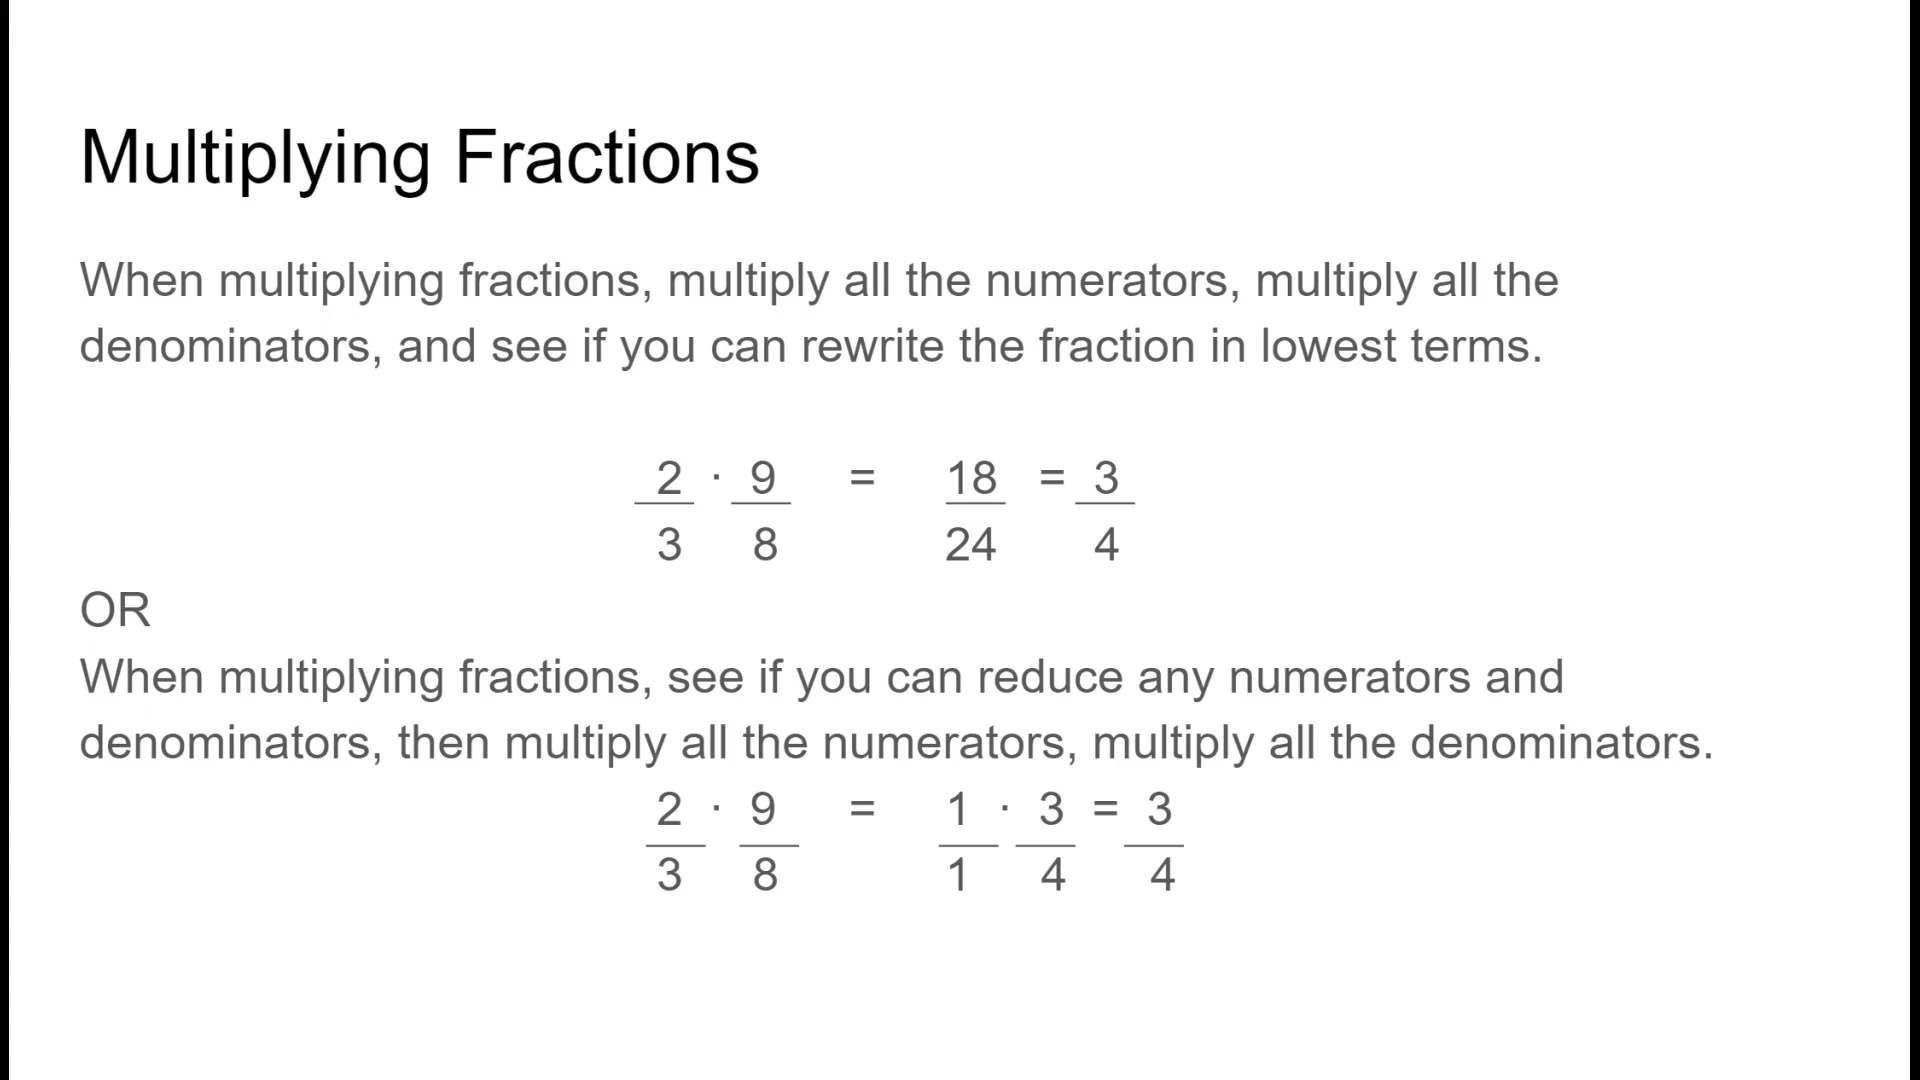 Multiplying Fractions
When multiplying fractions, multiply all the numerators, multiply all the
denominators, and see if you can rewrite the fraction in lowest terms.
2 · 9 = 18 = 3
3 8 24 4
OR
When multiplying fractions, see if you can reduce any numerators and
denominators, then multiply all the numerators, multiply all the denominators.
2 · 9 = 1 · 3 = 3
3 8 1 4 4